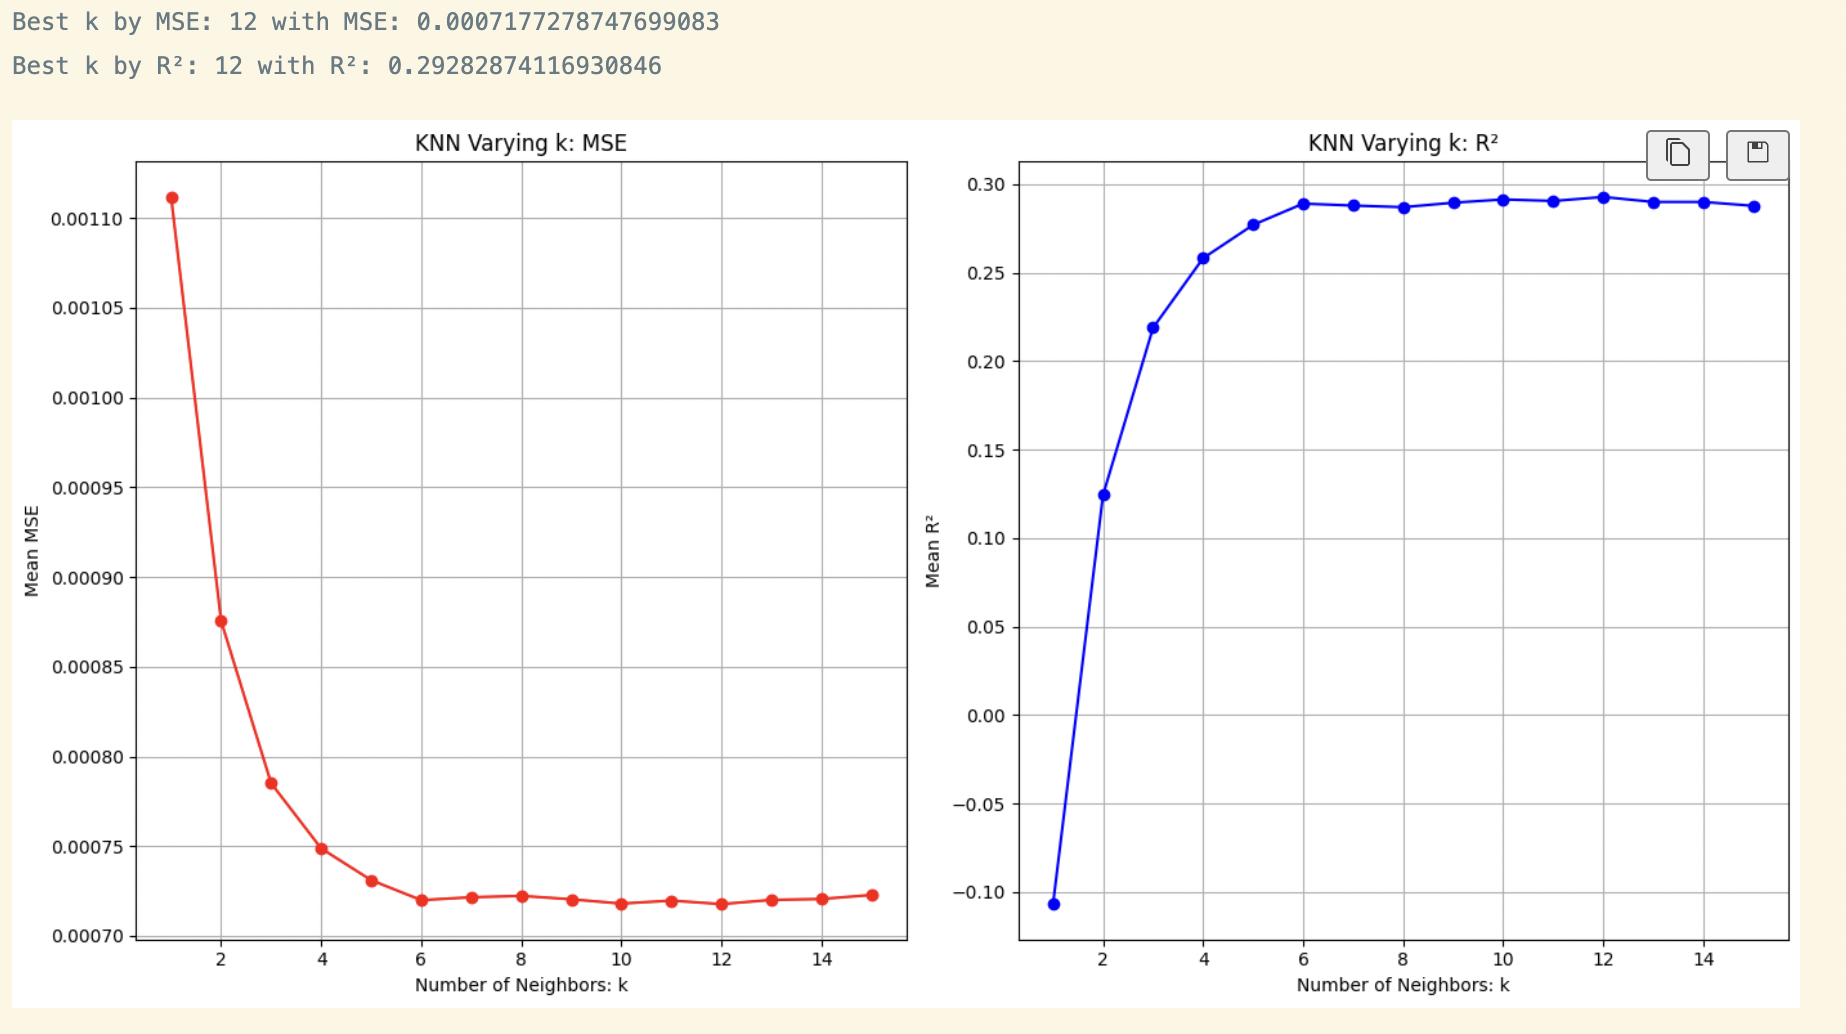 Best k by MSE: 12 with MSE: 0.0007177278747699083
Best k by R²: 12 with R²: 0.29282874116930846
KNN Varying k: MSE
0.00110
0.00105
0.00100
0.00095
0.00090
0.00085
0.00080
0.00075
0.00070
Mean MSE
2 4 6 8 10 12 14
Number of Neighbors: k
KNN Varying k: R²
0.30
0.25
0.20
0.15
0.10
0.05
0.00
−0.05
−0.10
Mean R²
2 4 6 8 10 12 14
Number of Neighbors: k